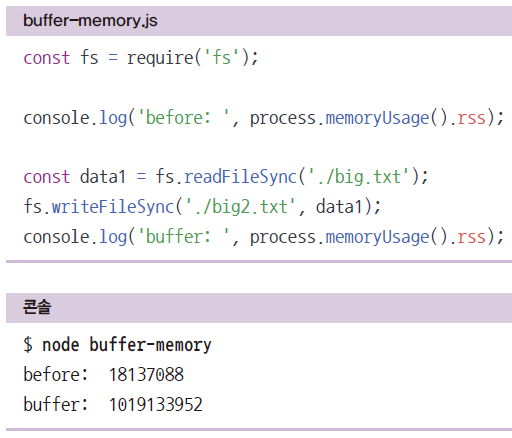 buffer-memory.js
const fs = require('fs');
console.log('before: ', process.memoryUsage().rss);
const data1 = fs.readFileSync('./big.txt');
fs.writeFileSync('./big2.txt', data1);
console.log('buffer: ', process.memoryUsage().rss);
콘솔
$ node buffer-memory
before:  18137088
buffer:  1019133952